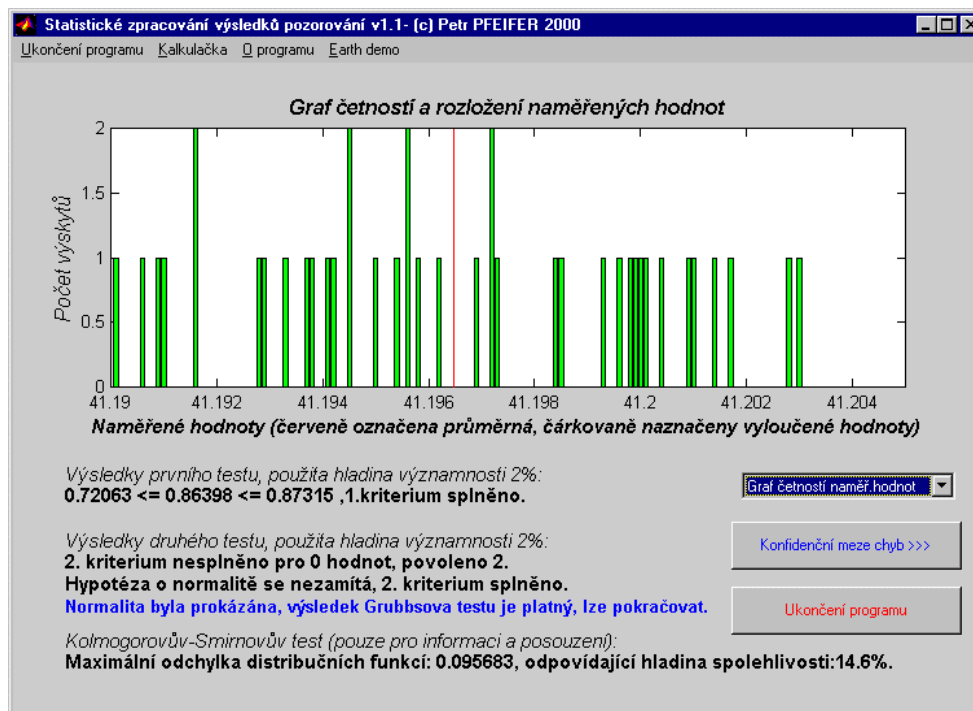 Statistické zpracování výsledků pozorování v1.1- (c) Petr PFEIFER 2000
Ukončení programu Kalkulačka O programu Earth demo
Graf četností a rozložení naměřených hodnot
Počet výskytů
2
1.5
1
0.5
0
41.19 41.192 41.194 41.196 41.198 41.2 41.202 41.204
Naměřené hodnoty (červeně označena průměrná, čárkovaně naznačeny vyloučené hodnoty)
Výsledky prvního testu, použita hladina významnosti 2%:
0.72063 <= 0.86398 <= 0.87315 ,1.kriterium splněno.
Graf četností naměř.hodnot
Výsledky druhého testu, použita hladina významnosti 2%:
2. kriterium nesplněno pro 0 hodnot, povoleno 2.
Hypotéza o normalitě se nezamítá, 2. kriterium splněno.
Normalita byla prokázána, výsledek Grubbsova testu je platný, lze pokračovat.
Konfidenční meze chyb >>>
Ukončení programu
Kolmogorovův-Smirnovův test (pouze pro informaci a posouzení):
Maximální odchylka distribučních funkcí: 0.095683, odpovídající hladina spolehlivosti:14.6%.